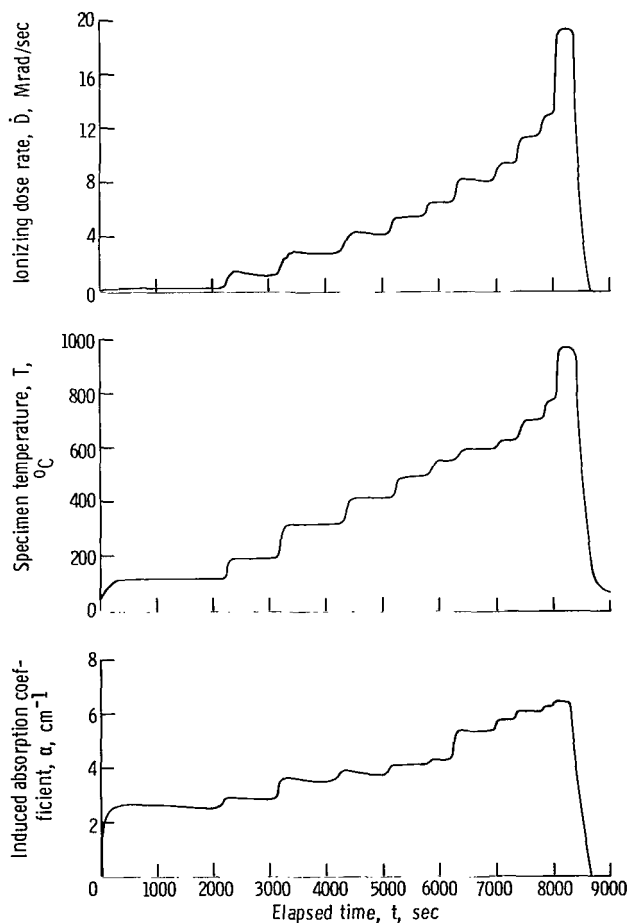 Ionizing dose rate, Ḋ, Mrad/sec
20
16
12
8
4
0
Specimen temperature, T,
°C
1000
800
600
400
200
0
Induced absorption coef-
ficient, α, cm⁻¹
8
6
4
2
0 1000 2000 3000 4000 5000 6000 7000 8000 9000
Elapsed time, t, sec